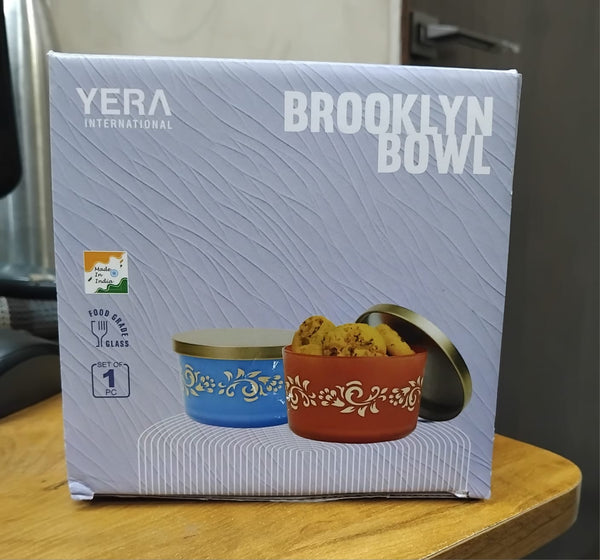 YERA
INTERNATIONAL
BROOKLYN
BOWL
Made
In
India
FOOD GRADE
GLASS
SET OF
1
PC